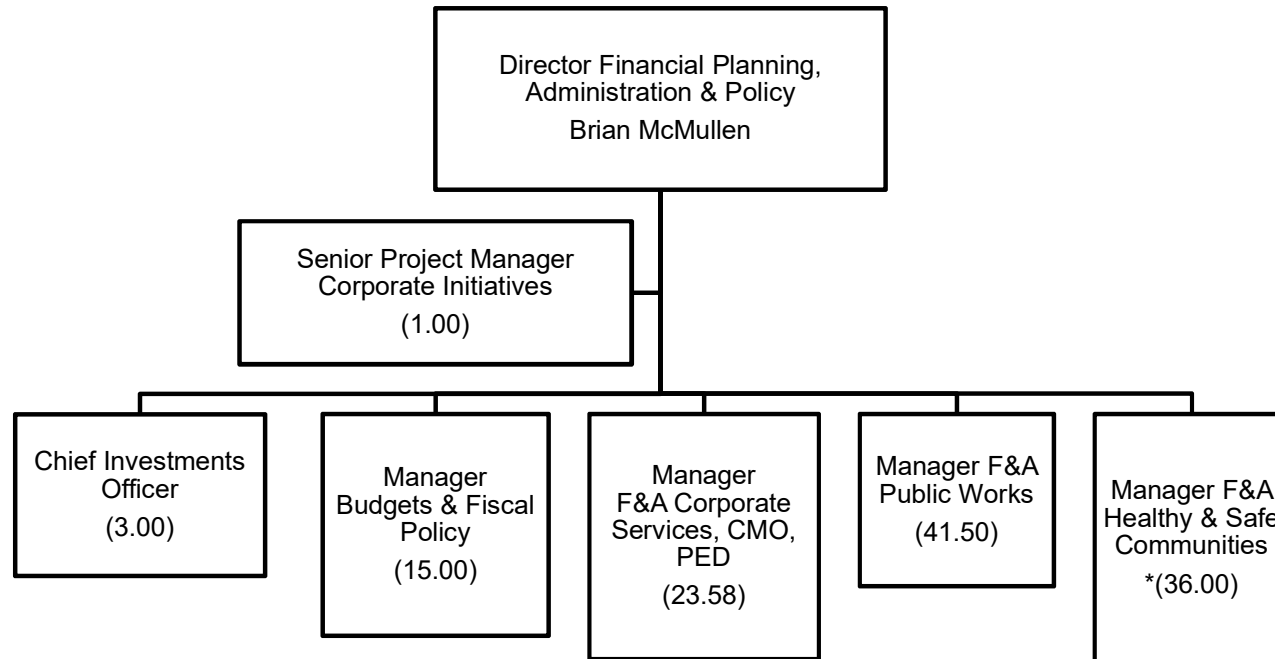 Director Financial Planning,
Administration & Policy
Brian McMullen
Senior Project Manager
Corporate Initiatives
(1.00)
Chief Investments
Officer
(3.00)
Manager
Budgets & Fiscal
Policy
(15.00)
Manager
F&A Corporate
Services, CMO,
PED
(23.58)
Manager F&A
Public Works
(41.50)
Manager F&A
Healthy & Safe
Communities
*(36.00)